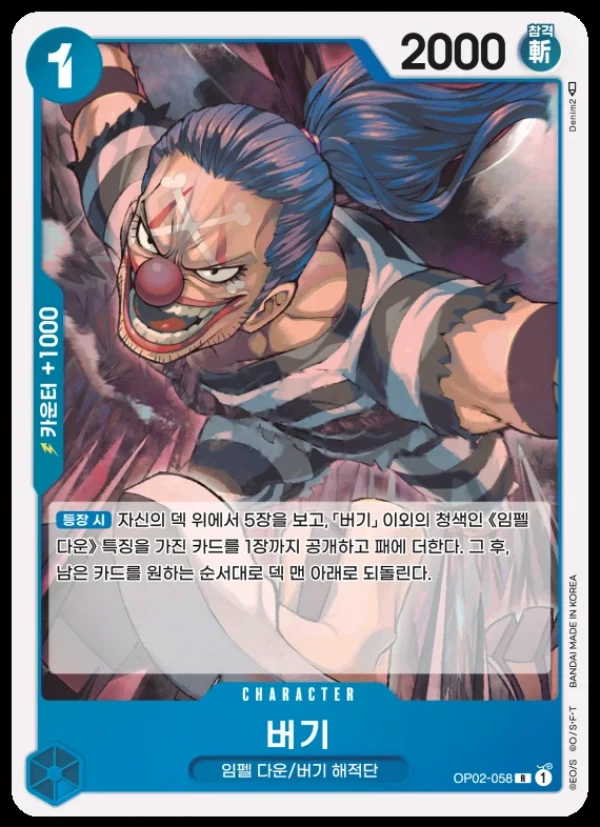 1
2000
참격
斬
Denim2
카운터 +1000
등장 시 자신의 덱 위에서 5장을 보고, 「버기」 이외의 청색인 《임펠
다운》 특징을 가진 카드를 1장까지 공개하고 패에 더한다. 그 후,
남은 카드를 원하는 순서대로 덱 맨 아래로 되돌린다.
CHARACTER
버기
임펠 다운/버기 해적단
OP02-058 R 1
©EO/S ©O/S·F·T BANDAI MADE IN KOREA